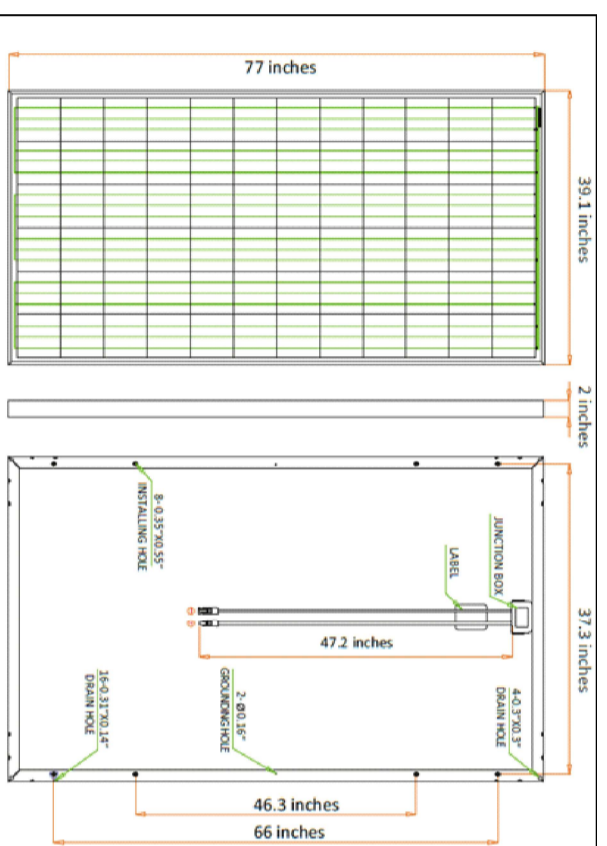 77 inches
39.1 inches
2 inches
37.3 inches
8-0.35"X0.55"
INSTALLING HOLE
LABEL
JUNCTION BOX
47.2 inches
16-0.31"X0.14"
DRAIN HOLE
2-Ø0.16"
GROUNDING HOLE
4-0.3"X0.3"
DRAIN HOLE
46.3 inches
66 inches